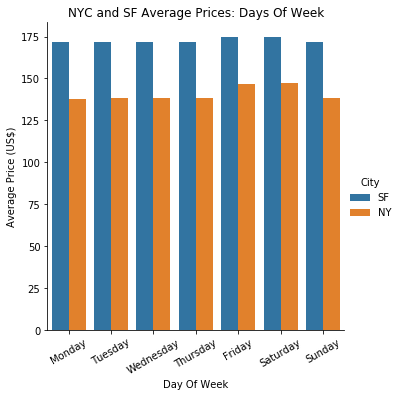 NYC and SF Average Prices: Days Of Week
Average Price (US$)
175
150
125
100
75
50
25
0
Monday
Tuesday
Wednesday
Thursday
Friday
Saturday
Sunday
Day Of Week
City
SF
NY